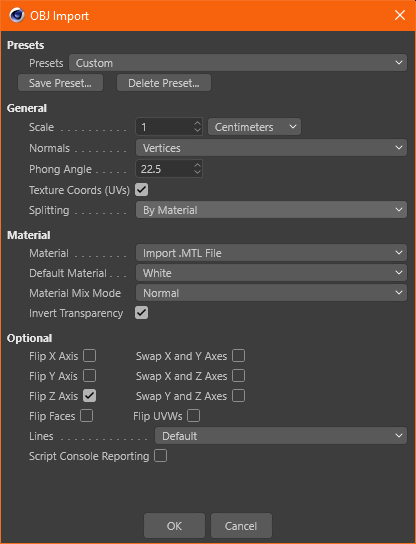 OBJ Import
Presets
Presets Custom
Save Preset... Delete Preset...
General
Scale . . . . . . . . . . 1 Centimeters
Normals . . . . . . . . Vertices
Phong Angle . . . . 22.5
Texture Coords (UVs)
Splitting . . . . . . . . By Material
Material
Material . . . . . . . . Import .MTL File
Default Material . . . White
Material Mix Mode Normal
Invert Transparency
Optional
Flip X Axis Swap X and Y Axes
Flip Y Axis Swap X and Z Axes
Flip Z Axis Swap Y and Z Axes
Flip Faces Flip UVWs
Lines . . . . . . . . . . . . . Default
Script Console Reporting
OK Cancel